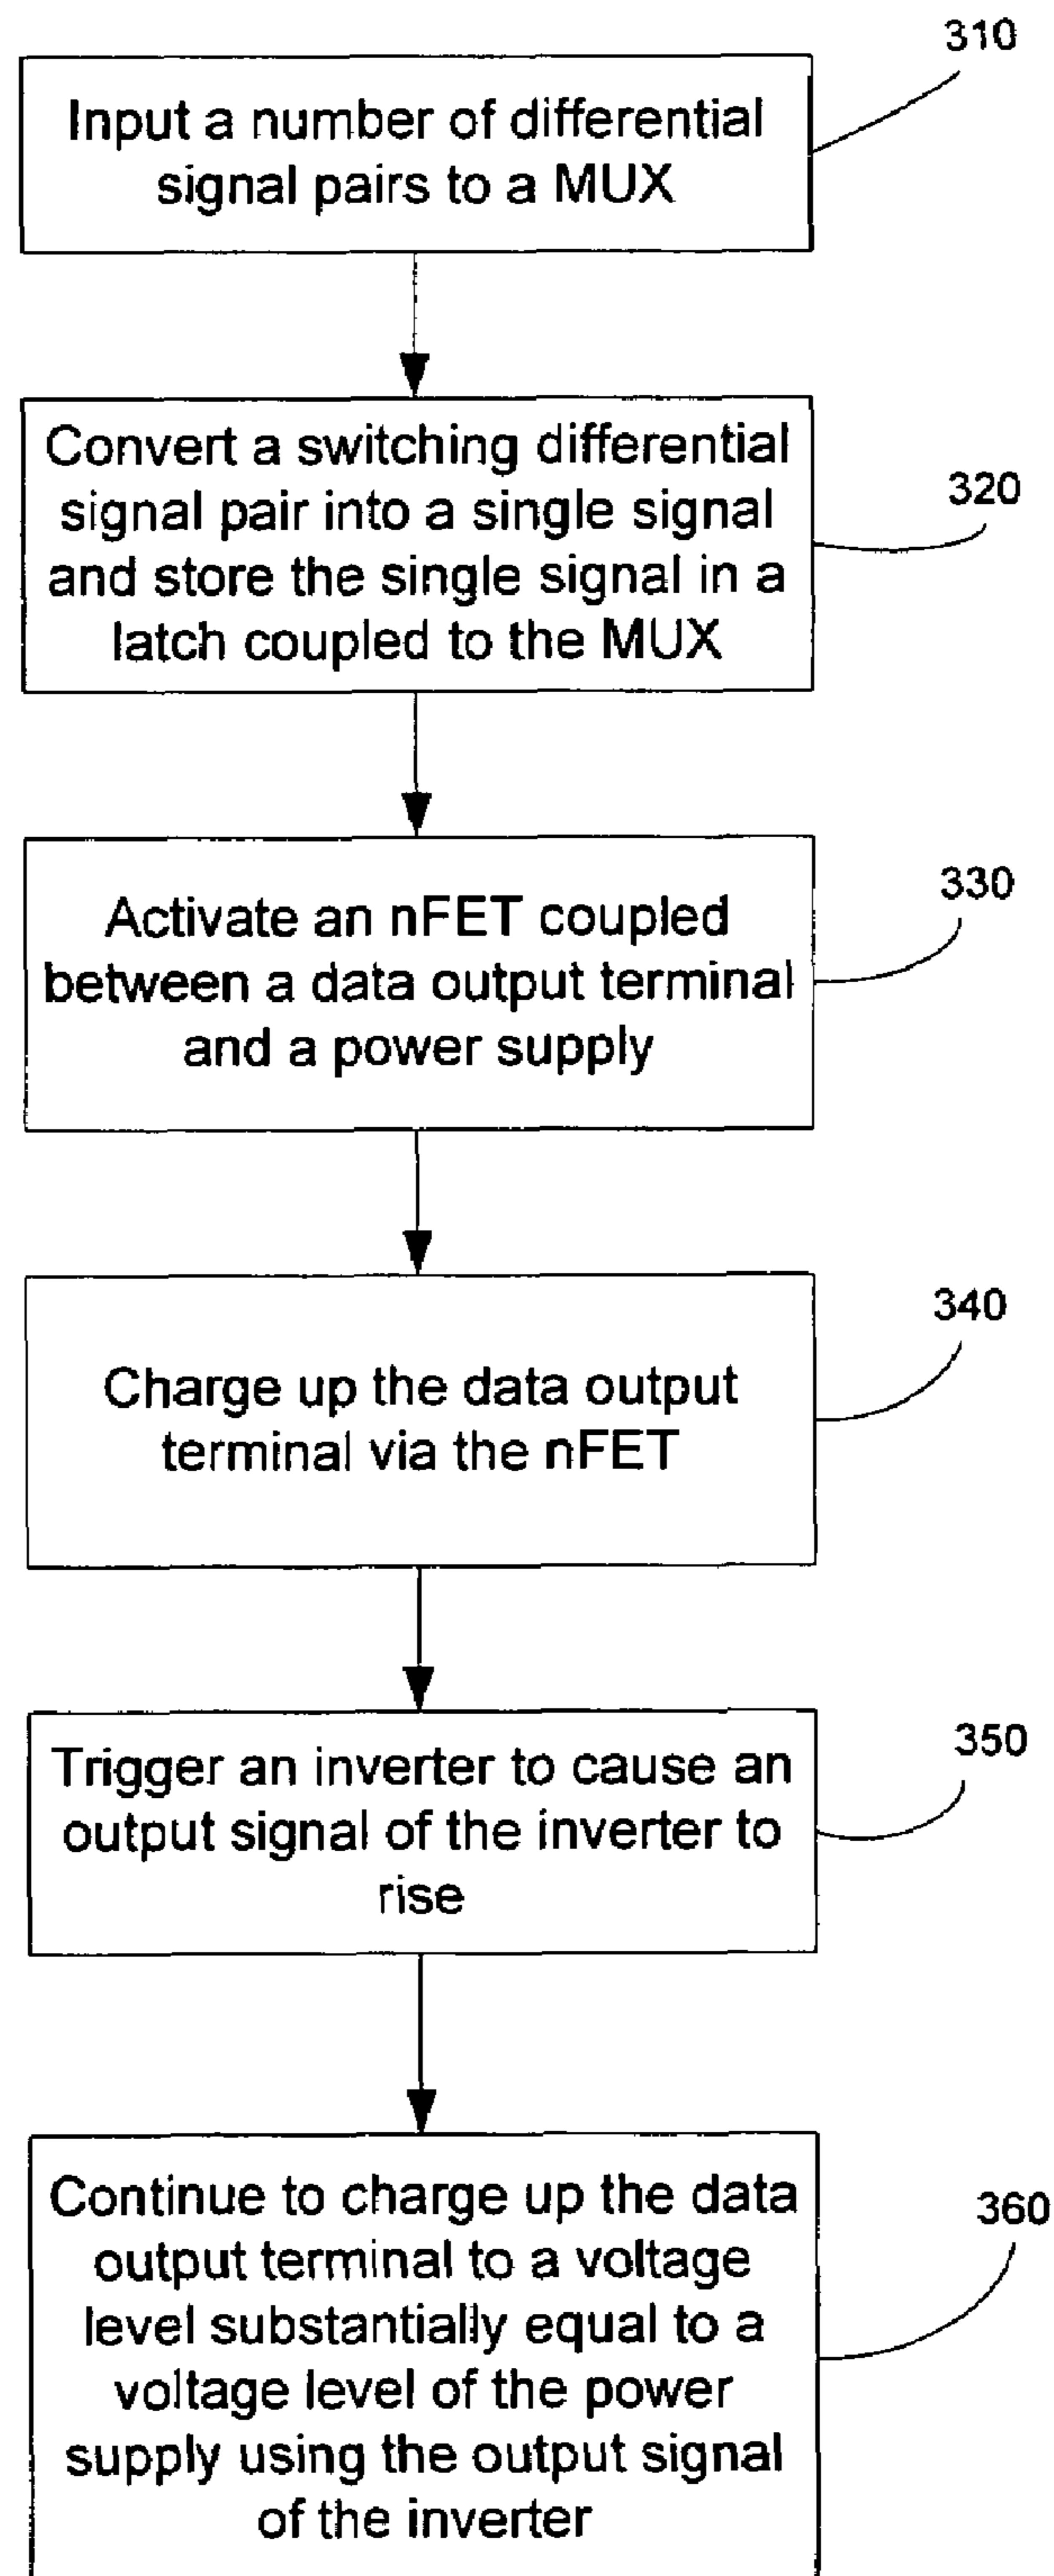 310
Input a number of differential
signal pairs to a MUX
Convert a switching differential
signal pair into a single signal
and store the single signal in a
latch coupled to the MUX
320
Activate an nFET coupled
between a data output terminal
and a power supply
330
Charge up the data output
terminal via the nFET
340
Trigger an inverter to cause an
output signal of the inverter to
rise
350
Continue to charge up the data
output terminal to a voltage
level substantially equal to a
voltage level of the power
supply using the output signal
of the inverter
360